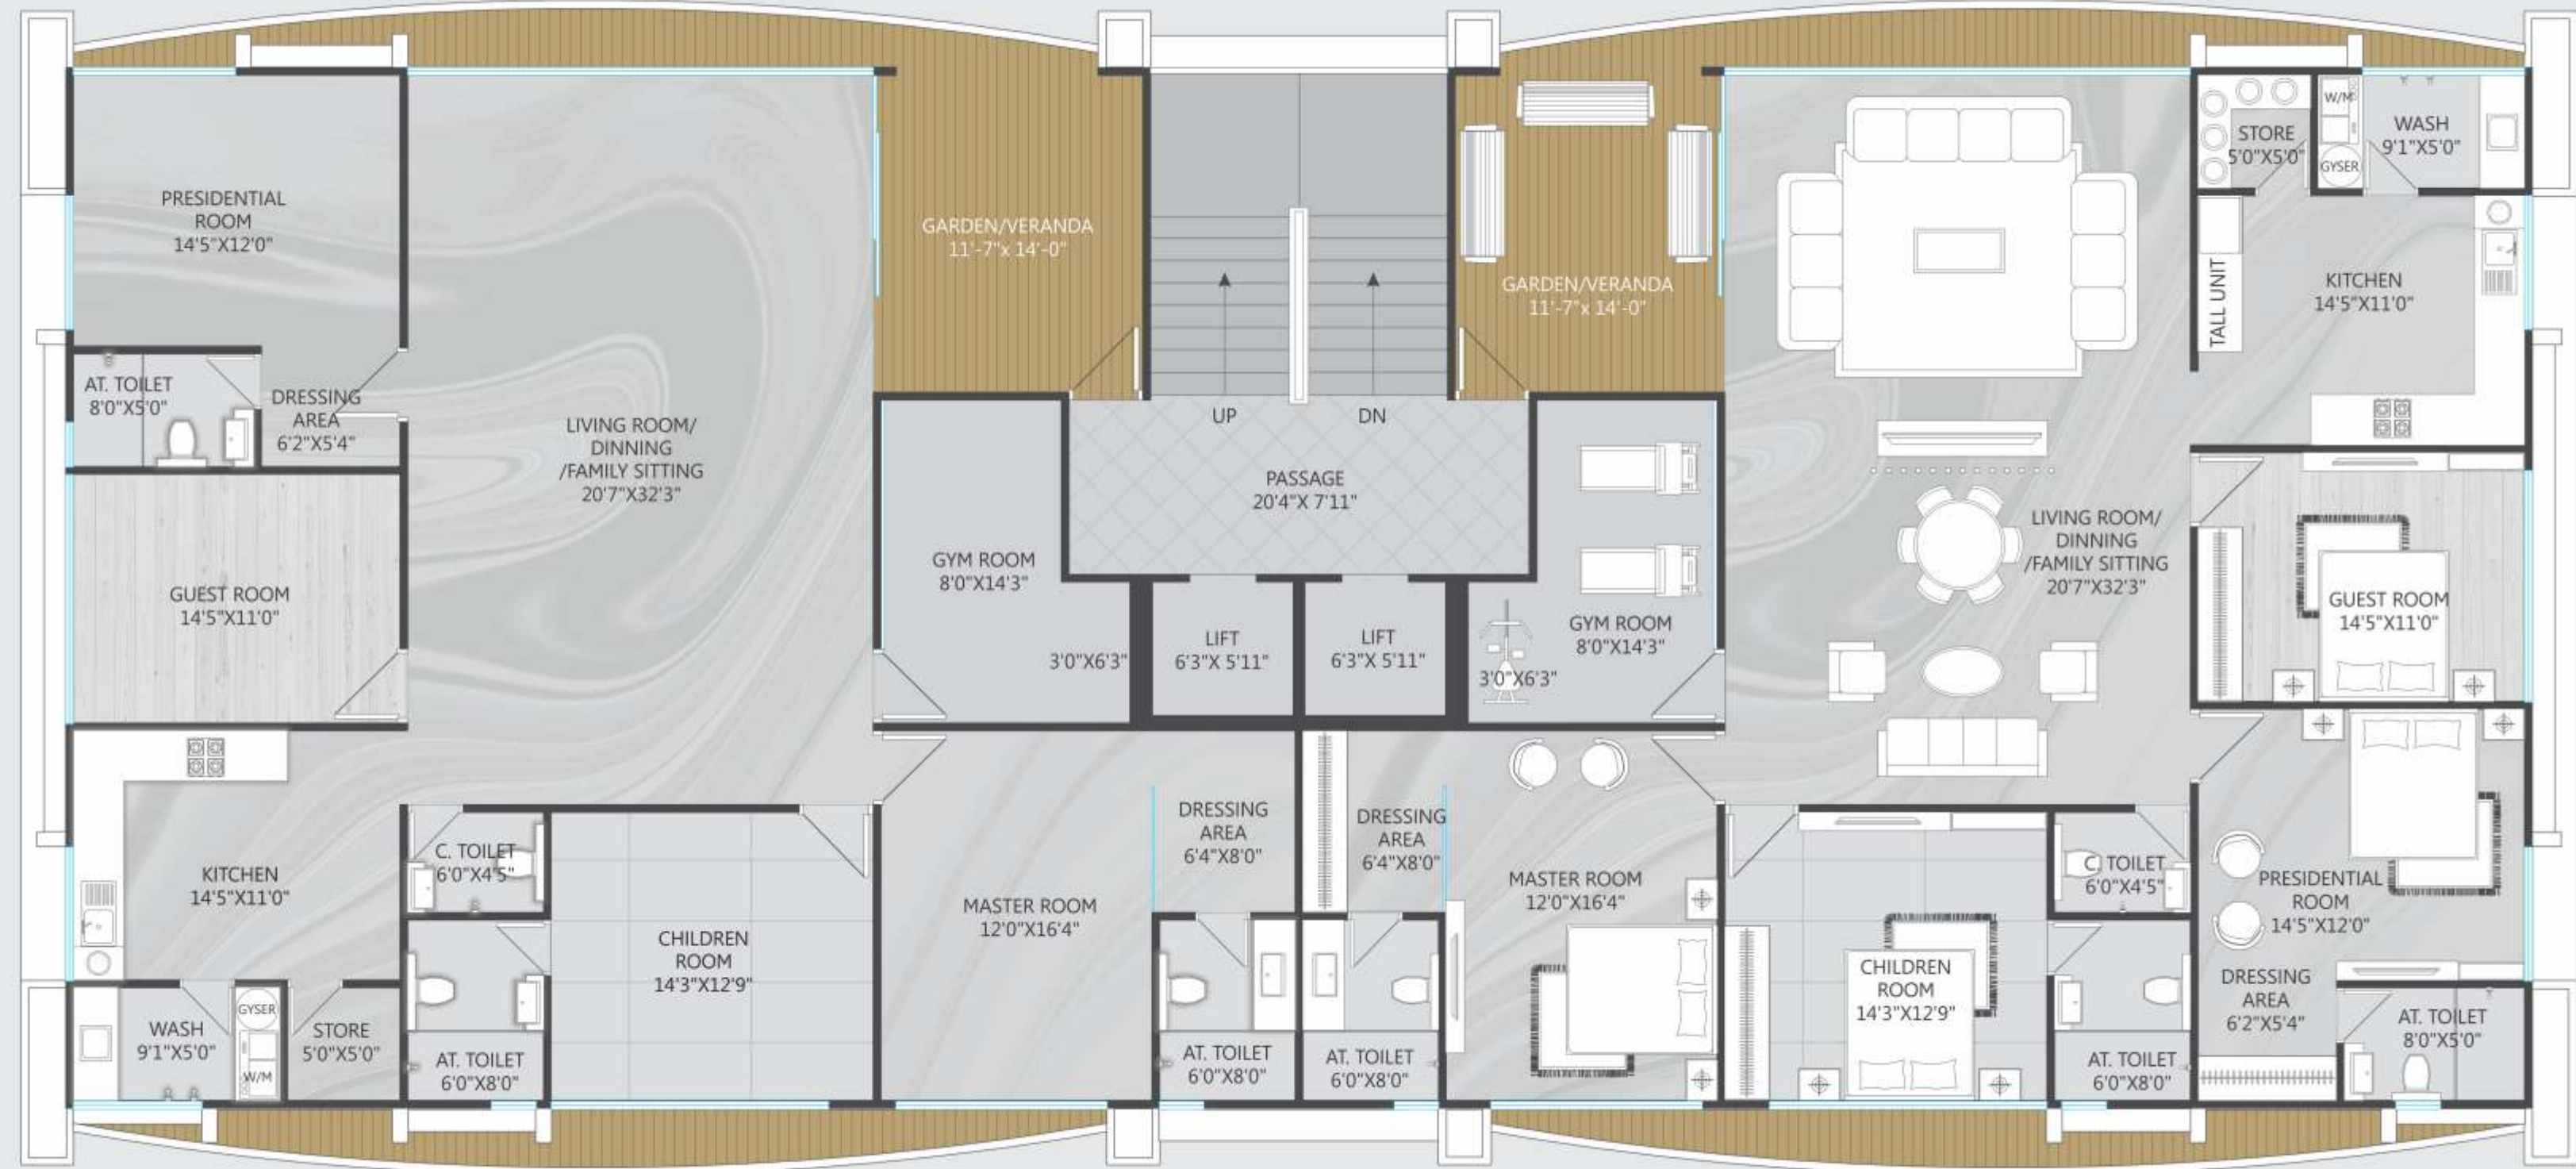 PRESIDENTIAL
ROOM
14'5"X12'0"
AT. TOILET
8'0"X5'0"
DRESSING
AREA
6'2"X5'4"
GUEST ROOM
14'5"X11'0"
KITCHEN
14'5"X11'0"
WASH
9'1"X5'0"
GYSER
W/M
STORE
5'0"X5'0"
LIVING ROOM/
DINNING
/FAMILY SITTING
20'7"X32'3"
C. TOILET
6'0"X4'5"
AT. TOILET
6'0"X8'0"
CHILDREN
ROOM
14'3"X12'9"
GARDEN/VERANDA
11'-7"x 14'-0"
GYM ROOM
8'0"X14'3"
3'0"X6'3"
MASTER ROOM
12'0"X16'4"
DRESSING
AREA
6'4"X8'0"
AT. TOILET
6'0"X8'0"
UP
DN
PASSAGE
20'4"X 7'11"
LIFT
6'3"X 5'11"
LIFT
6'3"X 5'11"
GARDEN/VERANDA
11'-7"x 14'-0"
GYM ROOM
8'0"X14'3"
3'0"X6'3"
DRESSING
AREA
6'4"X8'0"
AT. TOILET
6'0"X8'0"
MASTER ROOM
12'0"X16'4"
LIVING ROOM/
DINNING
/FAMILY SITTING
20'7"X32'3"
CHILDREN
ROOM
14'3"X12'9"
C. TOILET
6'0"X4'5"
AT. TOILET
6'0"X8'0"
STORE
5'0"X5'0"
W/M
GYSER
WASH
9'1"X5'0"
TALL UNIT
KITCHEN
14'5"X11'0"
GUEST ROOM
14'5"X11'0"
PRESIDENTIAL
ROOM
14'5"X12'0"
DRESSING
AREA
6'2"X5'4"
AT. TOILET
8'0"X5'0"